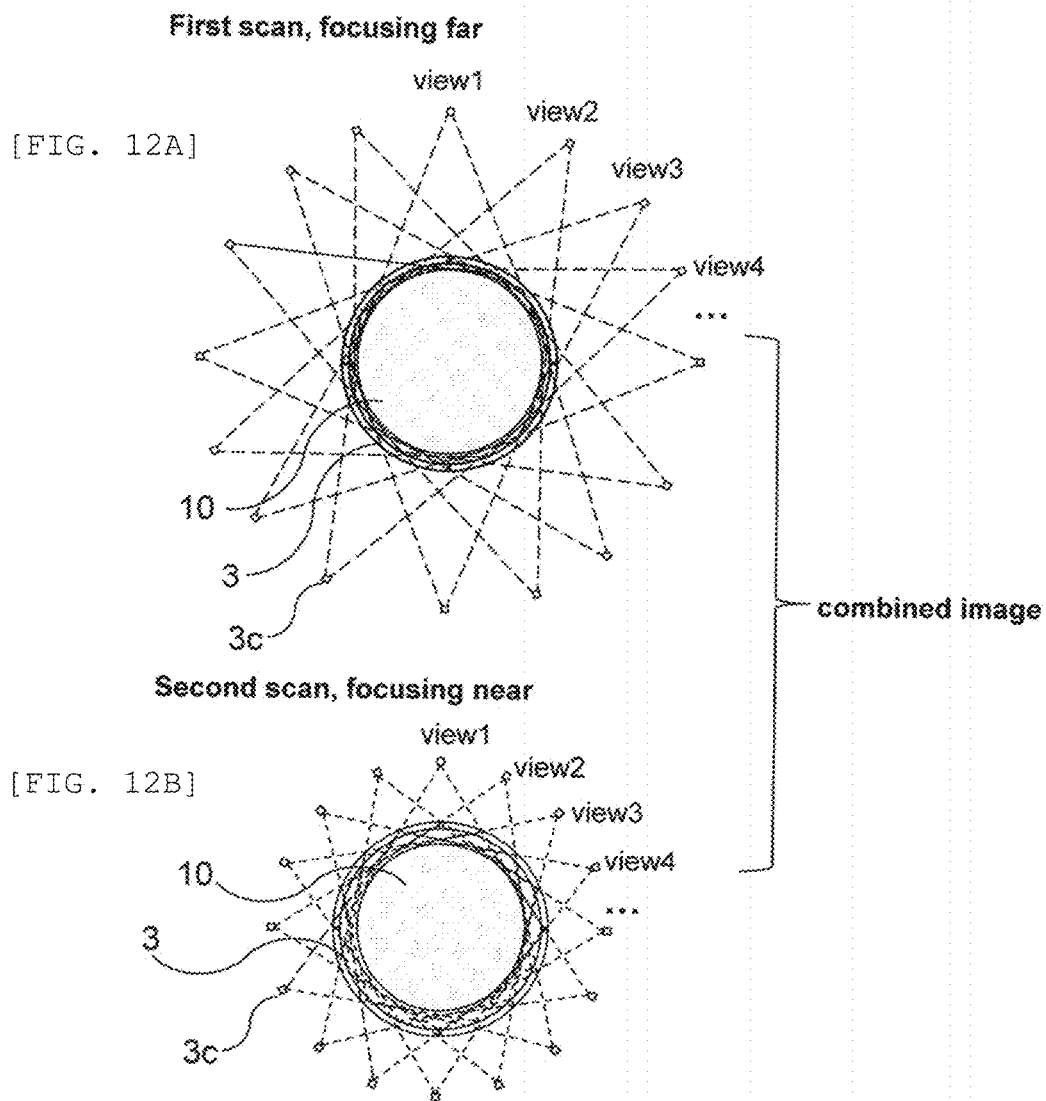 First scan, focusing far
view1
view2
[FIG. 12A]
view3
view4
...
10
3
3c
combined image
Second scan, focusing near
view1
view2
[FIG. 12B]
view3
view4
10
...
3
3c